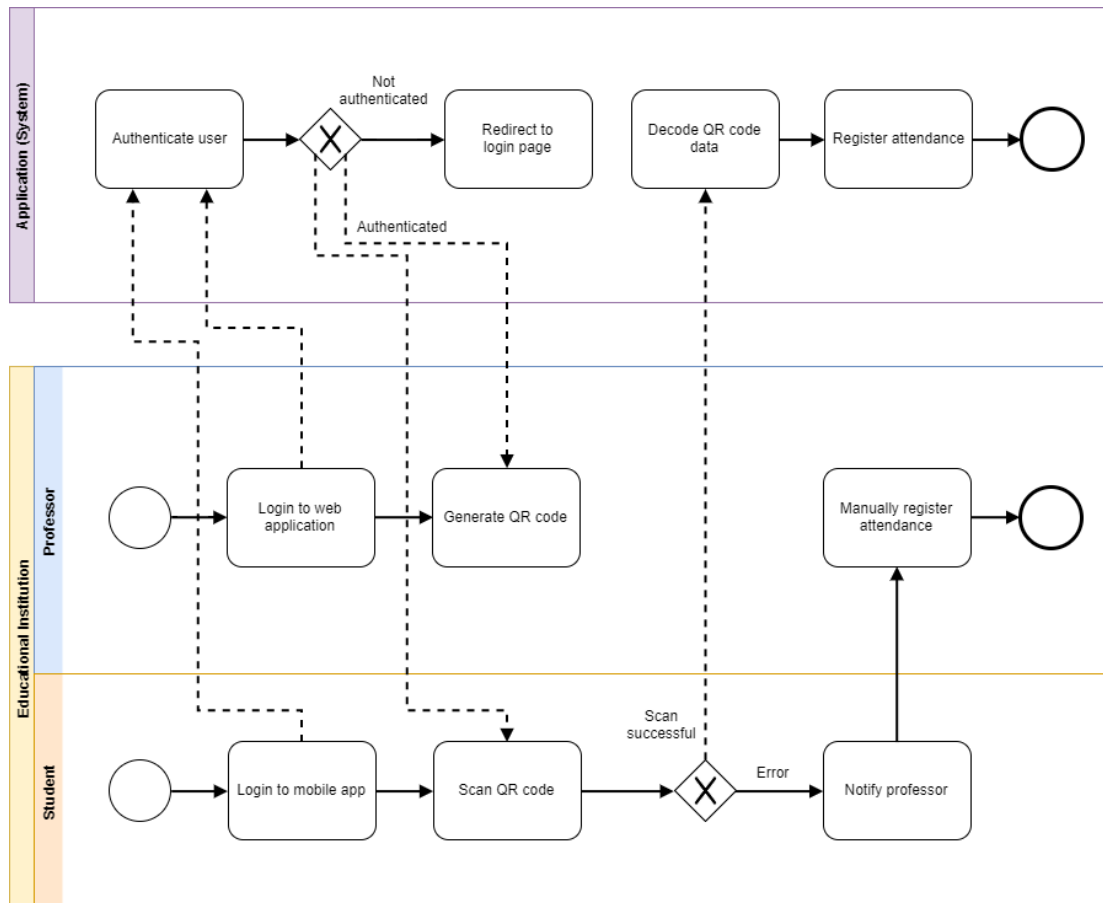 Application (System)
Not
authenticated
Authenticate user
Redirect to
login page
Decode QR code
data
Register attendance
Authenticated
Educational Institution
Professor
Login to web
application
Generate QR code
Manually register
attendance
Student
Scan
successful
Login to mobile app
Scan QR code
Error
Notify professor